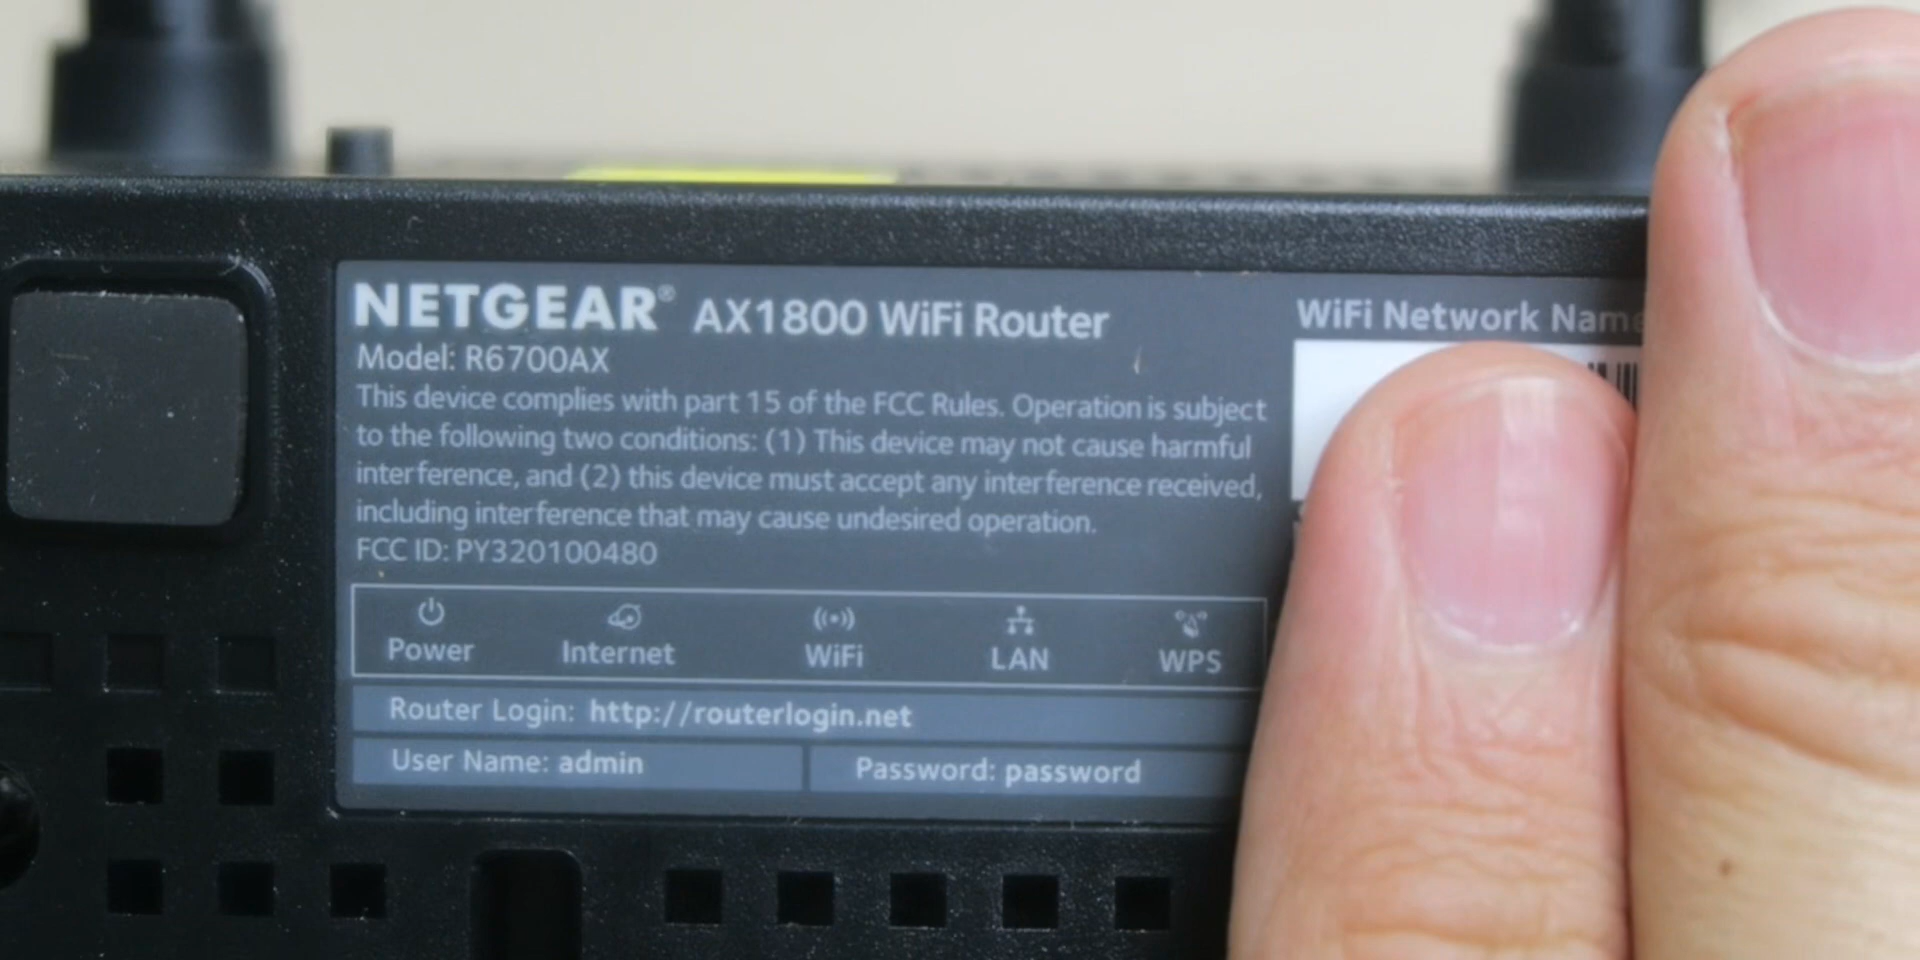 NETGEAR® AX1800 WiFi Router
Model: R6700AX
This device complies with part 15 of the FCC Rules. Operation is subject
to the following two conditions: (1) This device may not cause harmful
interference, and (2) this device must accept any interference received,
including interference that may cause undesired operation.
FCC ID: PY320100480
Power Internet WiFi LAN WPS
Router Login: http://routerlogin.net
User Name: admin Password: password
WiFi Network Name